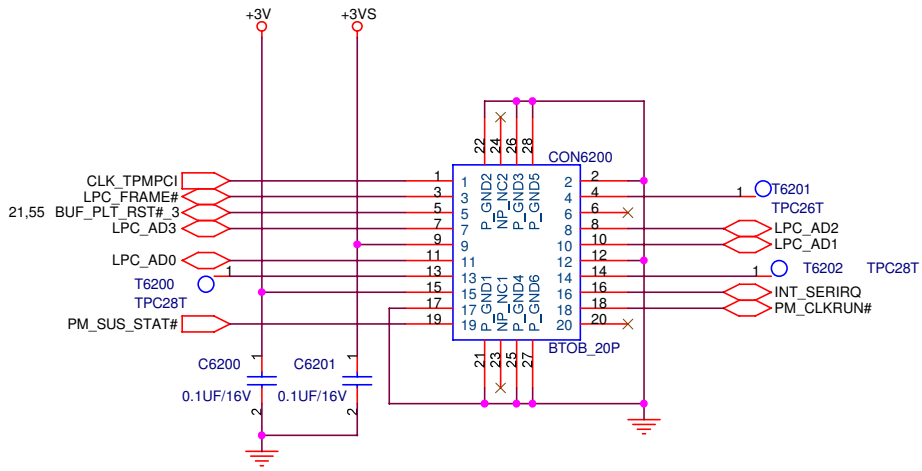 +3V +3VS
22 24 26 28
P_GND2 NP_NC2 P_GND3 P_GND5
CON6200
CLK_TPMPCI 1 1 2 2
LPC_FRAME# 3 3 4 4 1 T6201
TPC26T
21,55 BUF_PLT_RST#_3 5 5 6 6
LPC_AD3 7 7 8 8 LPC_AD2
9 9 10 10 LPC_AD1
LPC_AD0 11 11 12 12
1 13 13 14 14 1 T6202 TPC28T
T6200
TPC28T
15 15 16 16 INT_SERIRQ
17 17 18 18 PM_CLKRUN#
PM_SUS_STAT# 19 19 20 20
P_GND1 NP_NC1 P_GND4 P_GND6
BTOB_20P
21 23 25 27
C6200 1 C6201 1
0.1UF/16V 0.1UF/16V
2 2